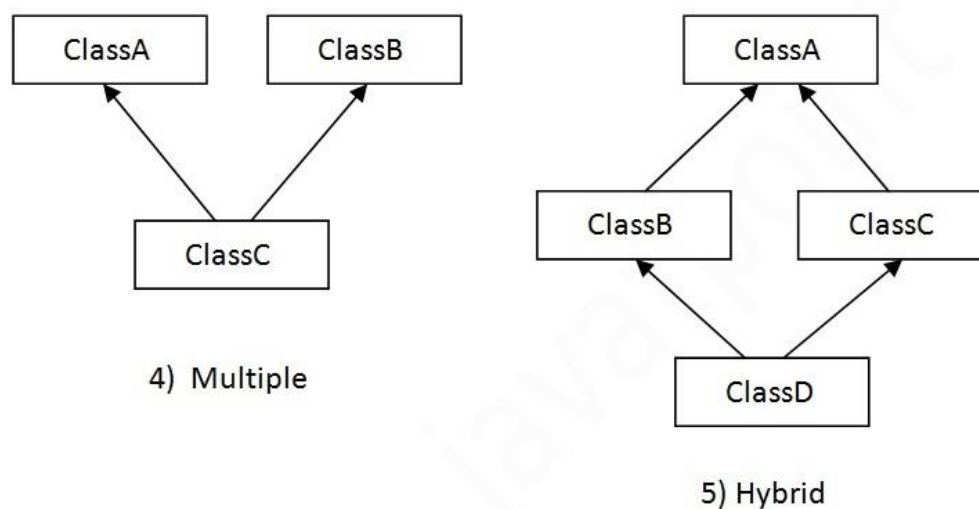 ClassA
ClassB
ClassC
4) Multiple
ClassA
ClassB
ClassC
ClassD
5) Hybrid